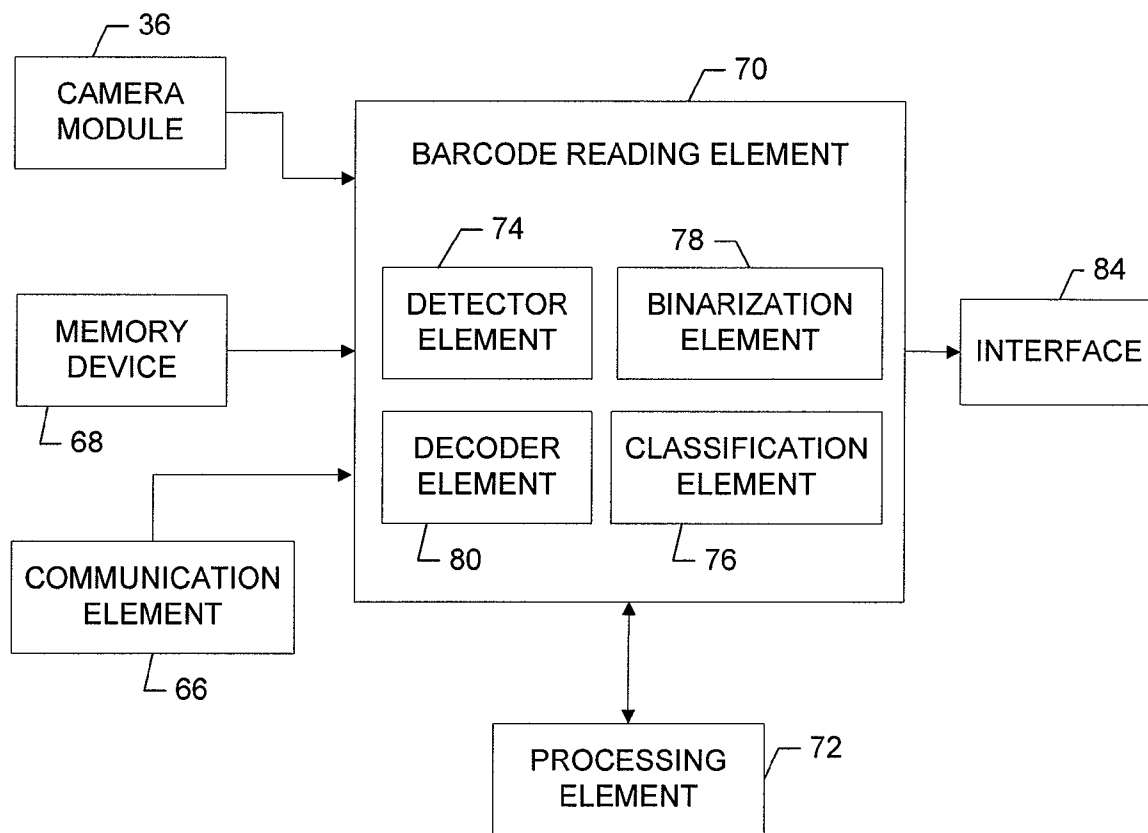 36
CAMERA
MODULE
70
BARCODE READING ELEMENT
74
DETECTOR
ELEMENT
78
BINARIZATION
ELEMENT
84
INTERFACE
MEMORY
DEVICE
68
DECODER
ELEMENT
80
CLASSIFICATION
ELEMENT
76
COMMUNICATION
ELEMENT
66
PROCESSING
ELEMENT
72